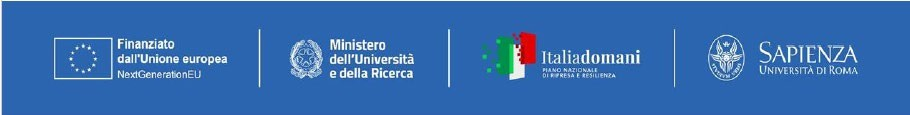 Finanziato
dall'Unione europea
NextGenerationEU
Ministero
dell'Università
e della Ricerca
Italiadomani
PIANO NAZIONALE
DI RIPRESA E RESILIENZA
SAPIENZA
UNIVERSITÀ DI ROMA